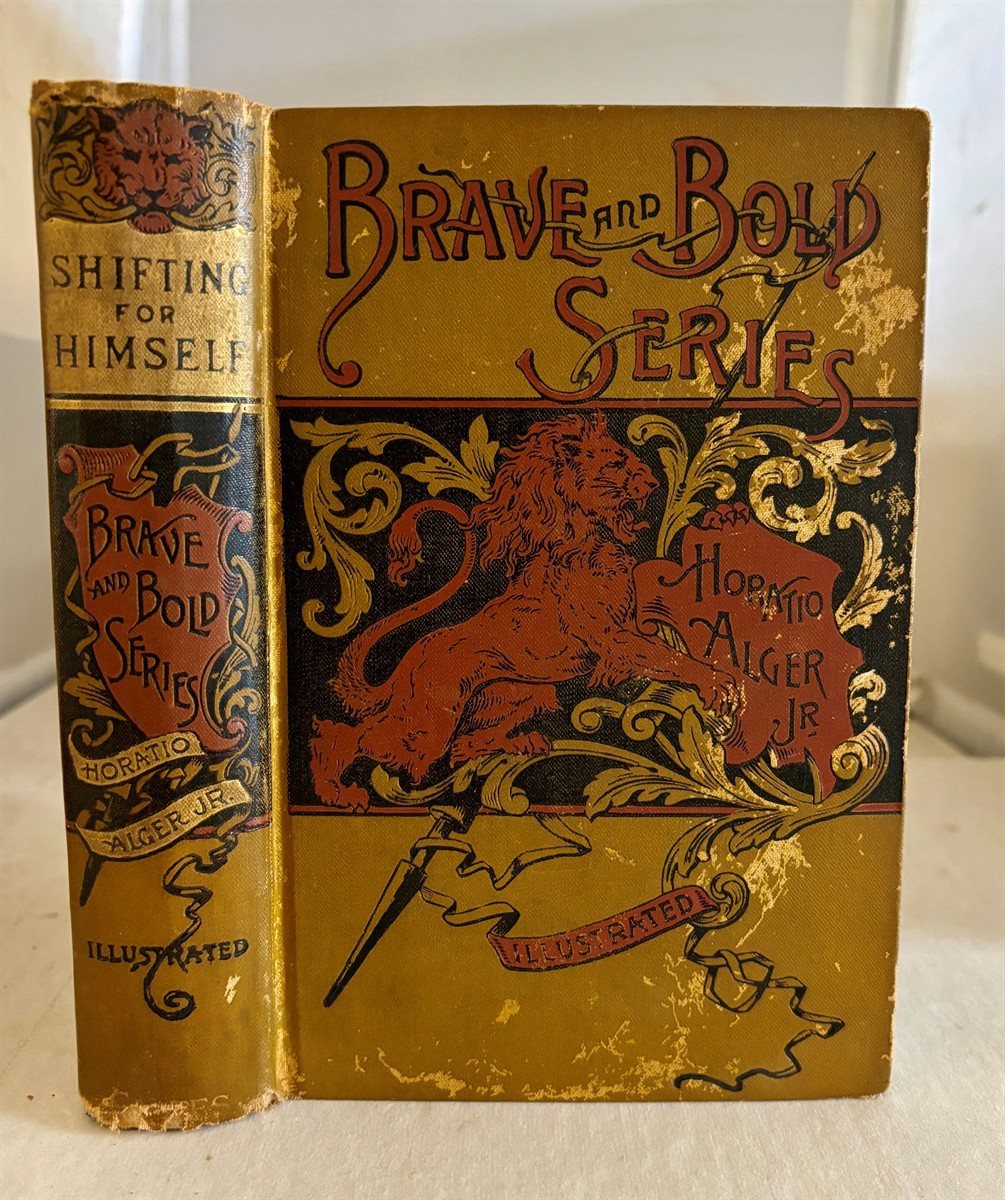 SHIFTING
FOR
HIMSELF
BRAVE
AND BOLD
SERIES
HORATIO
ALGER JR.
ILLUSTRATED
BRAVE AND BOLD
SERIES
HORATIO
ALGER
JR
ILLUSTRATED